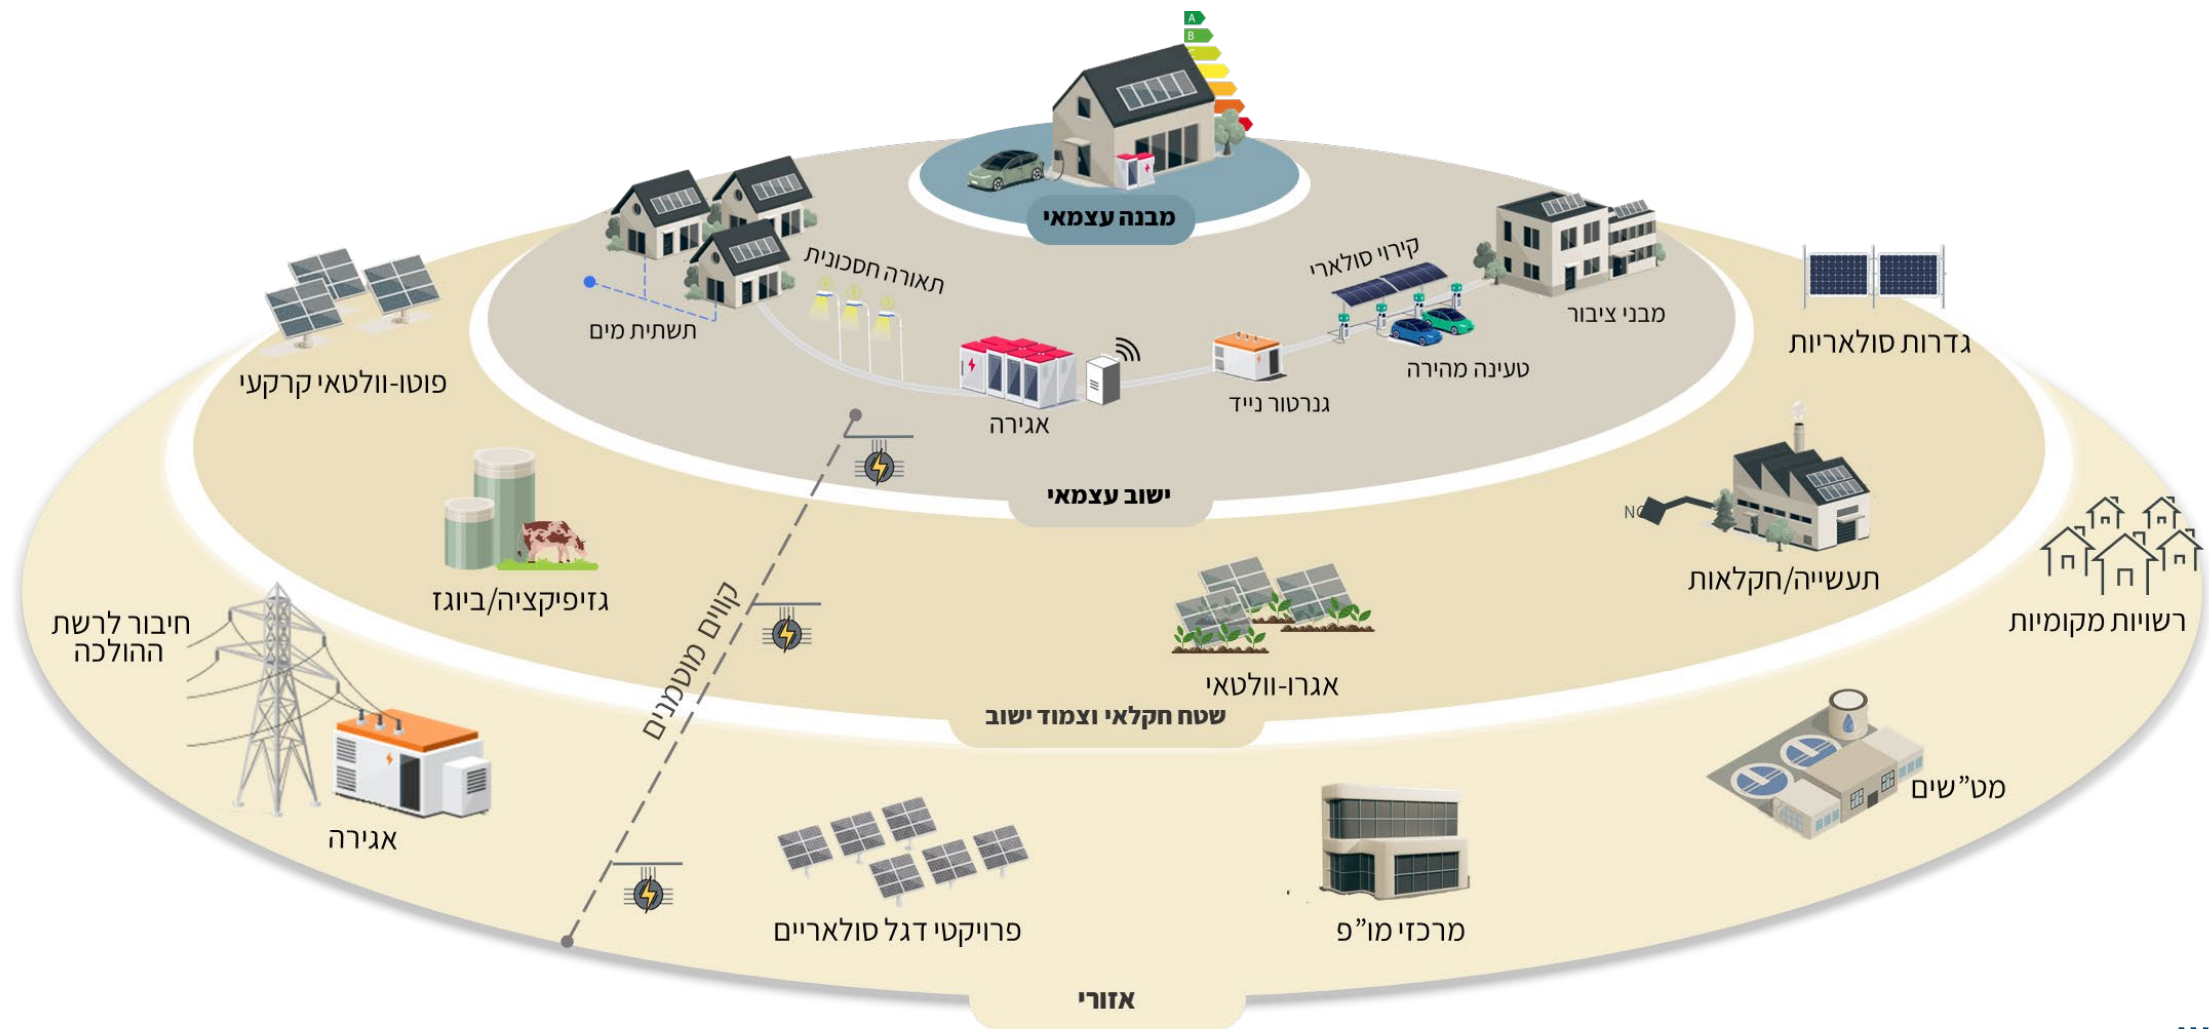 A
B
מבנה עצמאי
תאורה חסכונית
קירוי סולארי
תשתית מים
מבני ציבור
גדרות סולאריות
טעינה מהירה
פוטו-וולטאי קרקעי
גנרטור נייד
אגירה
ישוב עצמאי
תעשייה/חקלאות
גזיפיקציה/ביוגז
קווים מוטמנים
רשויות מקומיות
חיבור לרשת
ההולכה
אגרו-וולטאי
שטח חקלאי וצמוד ישוב
מט"שים
אגירה
פרויקטי דגל סולאריים
מרכזי מו"פ
אזורי